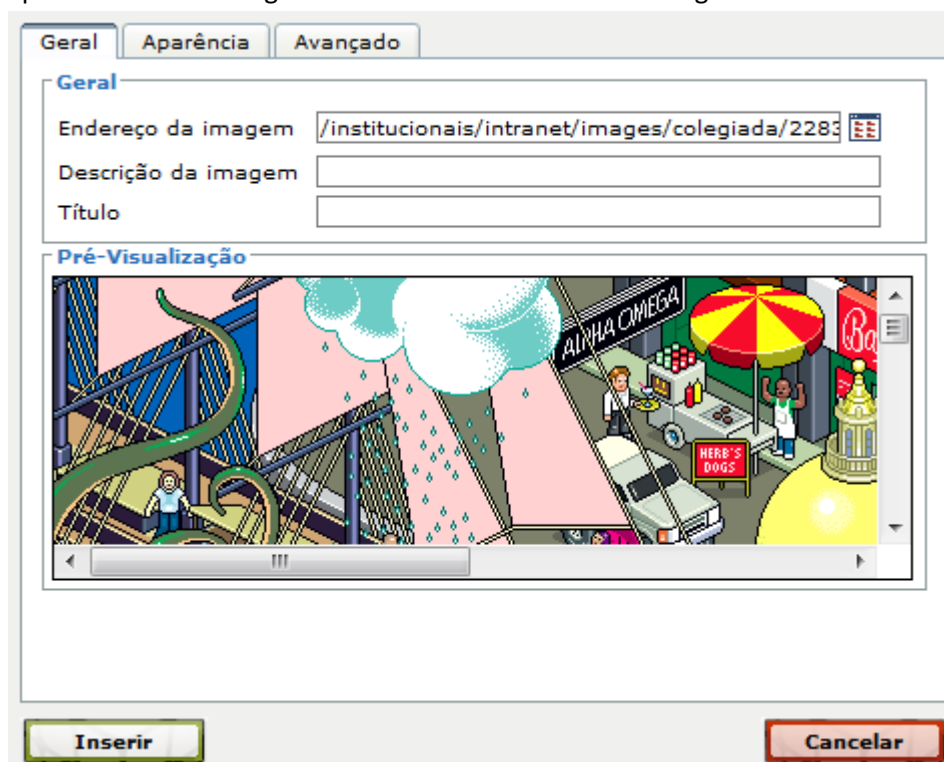 Geral Aparência Avançado
Geral
Endereço da imagem /institucionais/intranet/images/colegiada/2283
Descrição da imagem
Título
Pré-Visualização
ALPHA OMEGA
Ba
HERB'S
DOGS
Inserir Cancelar